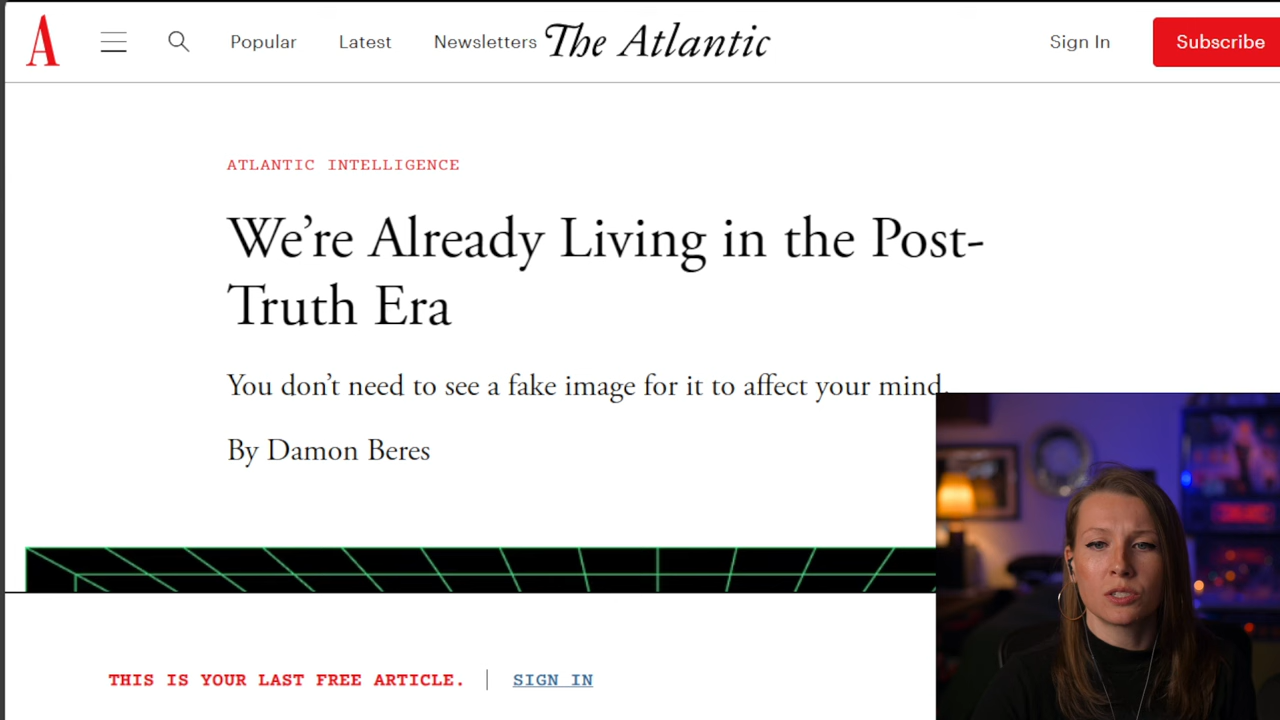 A Popular Latest Newsletters The Atlantic Sign In Subscribe
ATLANTIC INTELLIGENCE
We’re Already Living in the Post-
Truth Era
You don’t need to see a fake image for it to affect your mind.
By Damon Beres
THIS IS YOUR LAST FREE ARTICLE. | SIGN IN